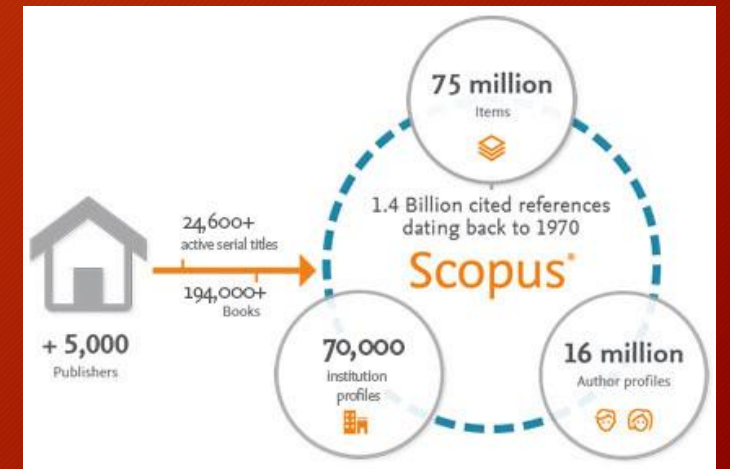 75 million
Items
1.4 Billion cited references
dating back to 1970
Scopus®
24,600+
active serial titles
194,000+
Books
+ 5,000
Publishers
70,000
institution
profiles
16 million
Author profiles